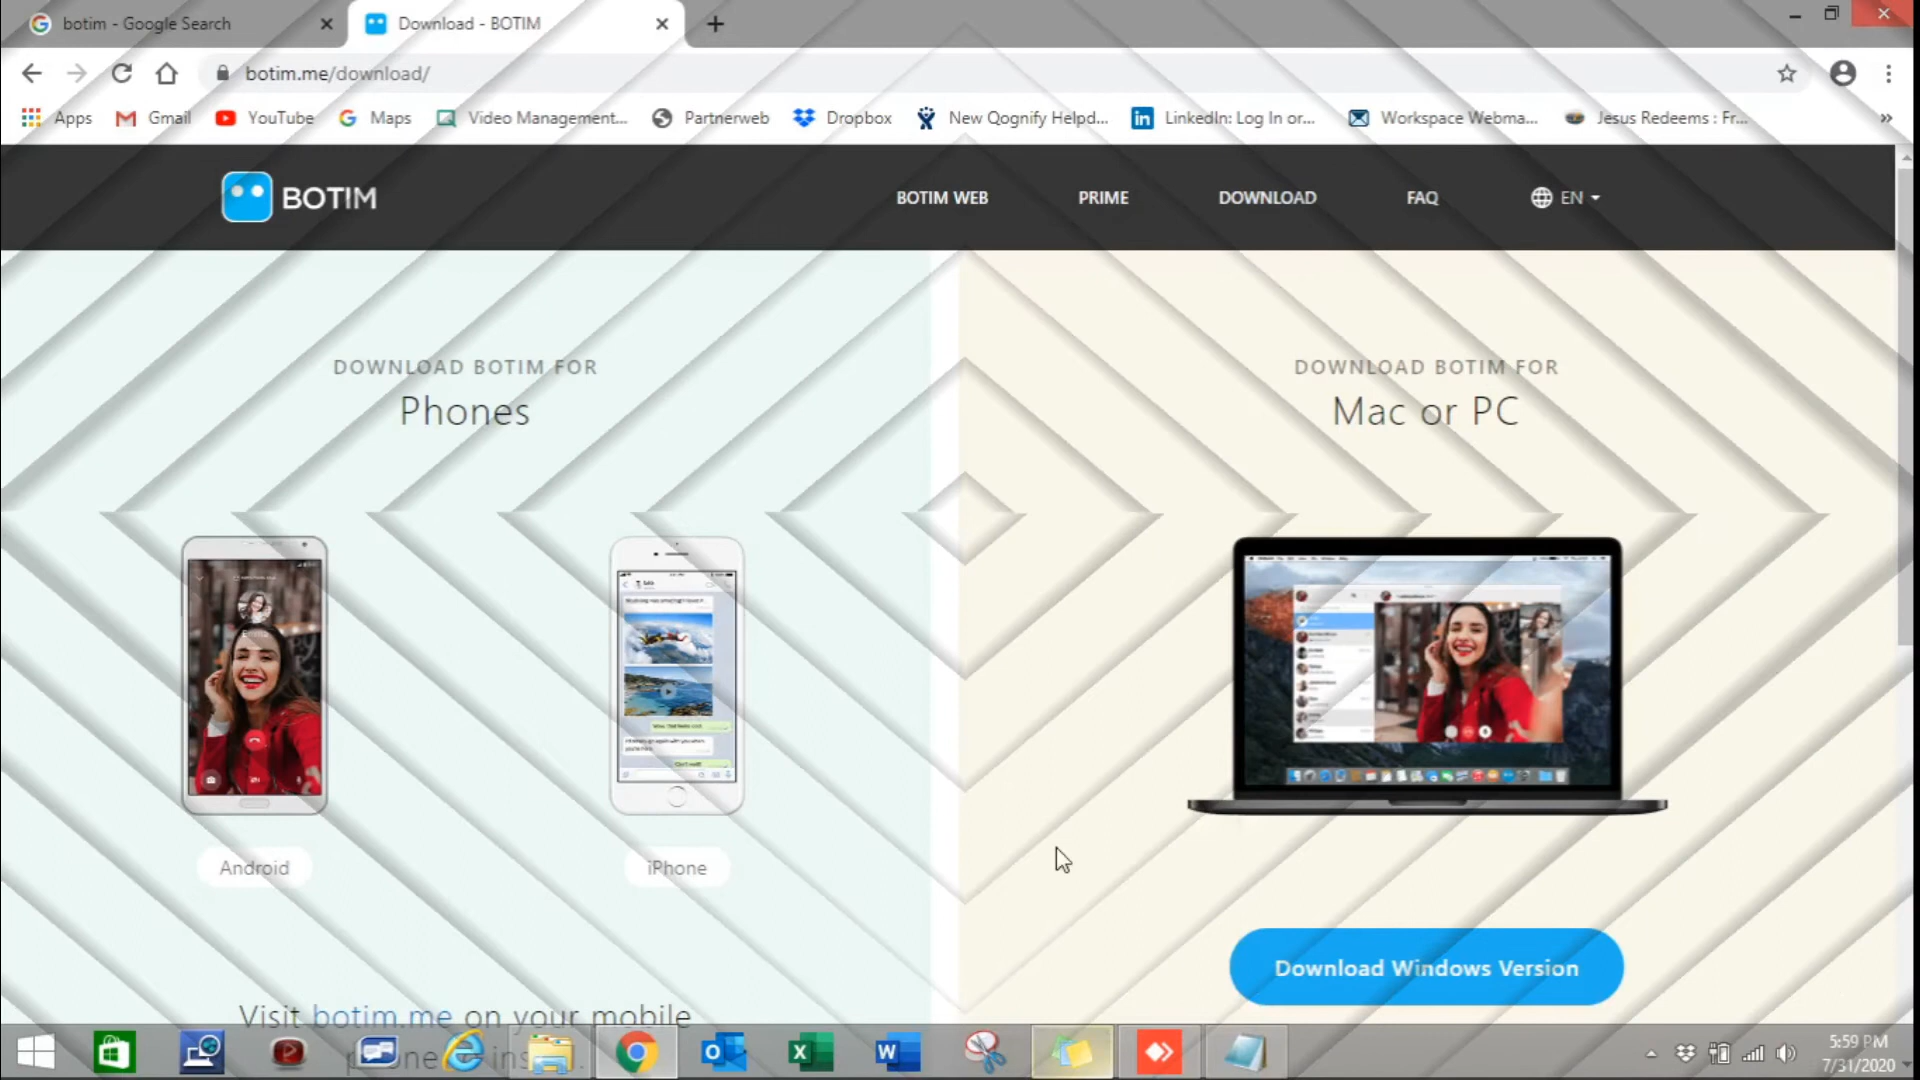 botim - Google Search
Download - BOTIM
botim.me/download/
Apps Gmail YouTube Maps Video Management... Partnerweb Dropbox New Qognify Helpd... LinkedIn: Log In or... Workspace Webma... Jesus Redeems : Fr... »
BOTIM
BOTIM WEB PRIME DOWNLOAD FAQ EN
DOWNLOAD BOTIM FOR
Phones
DOWNLOAD BOTIM FOR
Mac or PC
Android
iPhone
Download Windows Version
Visit botim.me on your mobile
5:59 PM
7/31/2020